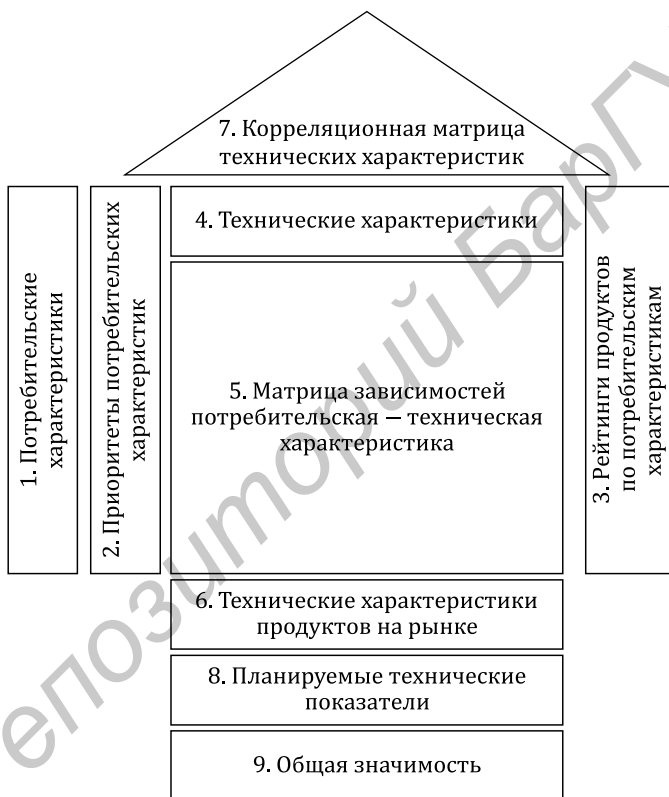 7. Корреляционная матрица
технических характеристик
1. Потребительские
характеристики
2. Приоритеты потребительских
характеристик
4. Технические характеристики
5. Матрица зависимостей
потребительская — техническая
характеристика
3. Рейтинги продуктов
по потребительским
характеристикам
6. Технические характеристики
продуктов на рынке
8. Планируемые технические
показатели
9. Общая значимость
епозиторий БарГУ